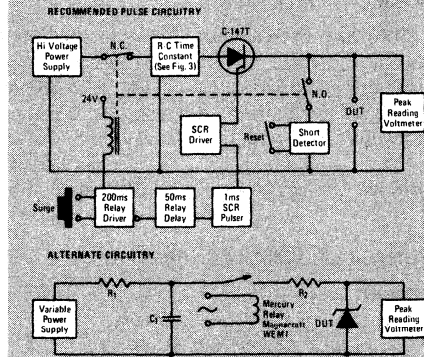 RECOMMENDED PULSE CIRCUITRY
C-147T
N.C.
Hi Voltage
Power
Supply
R-C Time
Constant
(See Fig. 3)
24V
N.O.
DUT
Peak
Reading
Voltmeter
SCR
Driver
Reset
Short
Detector
Surge
200ms
Relay
Driver
50ms
Relay
Delay
1ms
SCR
Pulser
ALTERNATE CIRCUITRY
R1
R2
Variable
Power
Supply
C1
Mercury
Relay
Magnecraft
WEM1
DUT
Peak
Reading
Voltmeter